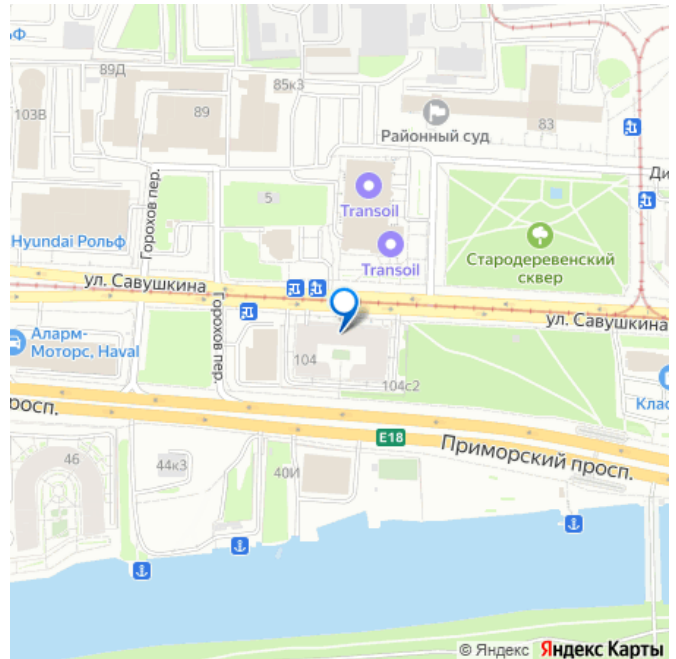 Ф
89Д
85к3
103В
89
Районный суд
83
Горохов пер.
5
Transoil
Ди
Hyundai Рольф
Transoil
Стародеревенский
сквер
ул. Савушкина
Горохов пер.
ул. Савушкина
Аларм-
Моторс, Haval
104
104с2
Клас
росп.
E18
Приморский просп.
46
44к3
40И
© Яндекс Яндекс Карты